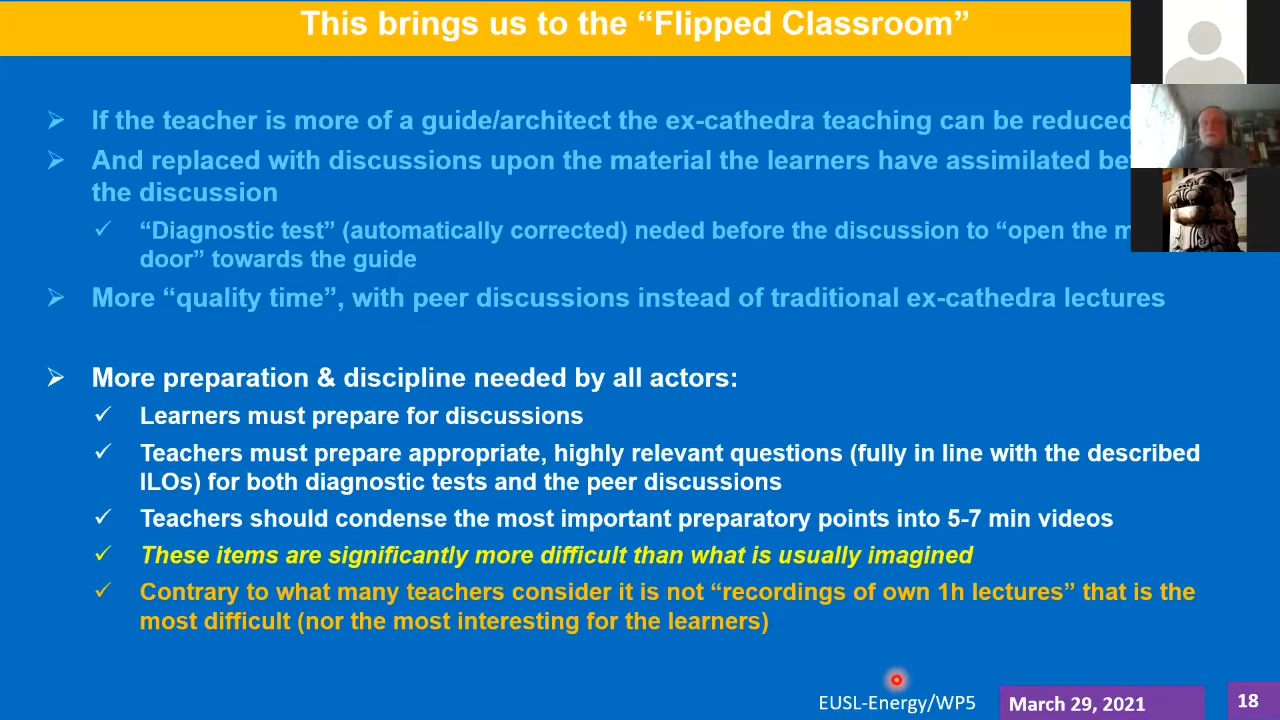 This brings us to the “Flipped Classroom”
➢ If the teacher is more of a guide/architect the ex-cathedra teaching can be reduced
➢ And replaced with discussions upon the material the learners have assimilated
the discussion
✓ “Diagnostic test” (automatically corrected) neded before the discussion to “open the
door” towards the guide
➢ More “quality time”, with peer discussions instead of traditional ex-cathedra lectures
➢ More preparation & discipline needed by all actors:
✓ Learners must prepare for discussions
✓ Teachers must prepare appropriate, highly relevant questions (fully in line with the described
ILOs) for both diagnostic tests and the peer discussions
✓ Teachers should condense the most important preparatory points into 5-7 min videos
✓ These items are significantly more difficult than what is usually imagined
✓ Contrary to what many teachers consider it is not “recordings of own 1h lectures” that is the
most difficult (nor the most interesting for the learners)
EUSL-Energy/WP5
March 29, 2021
18